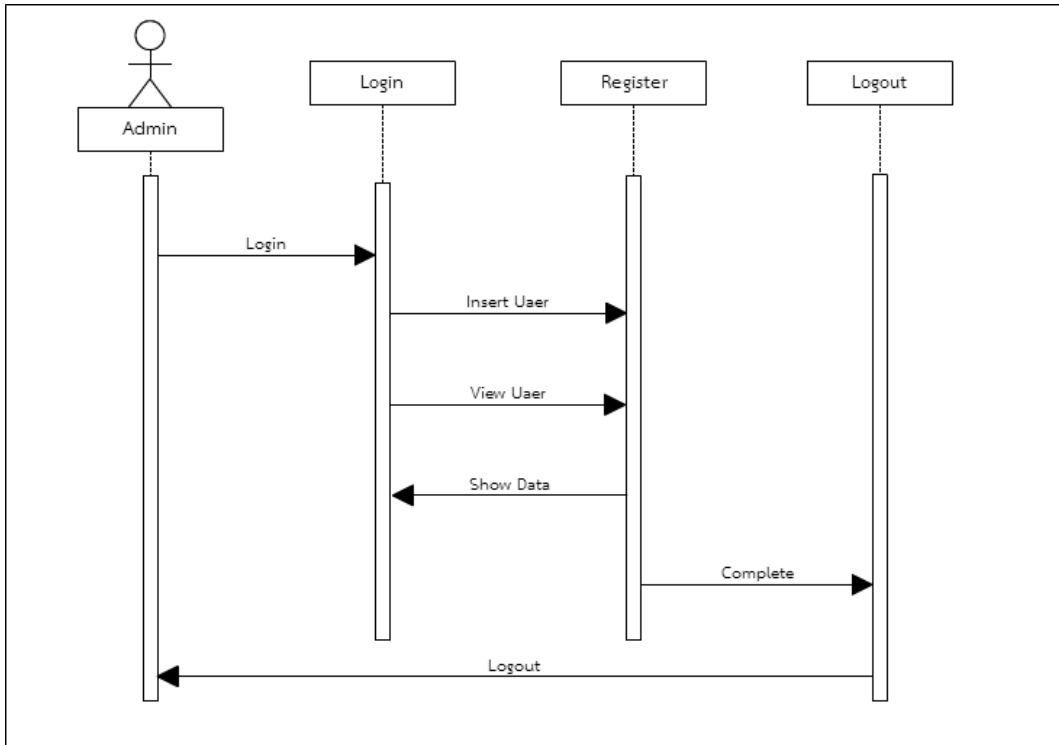 Admin
Login
Register
Logout
Login
Insert Uaer
View Uaer
Show Data
Complete
Logout